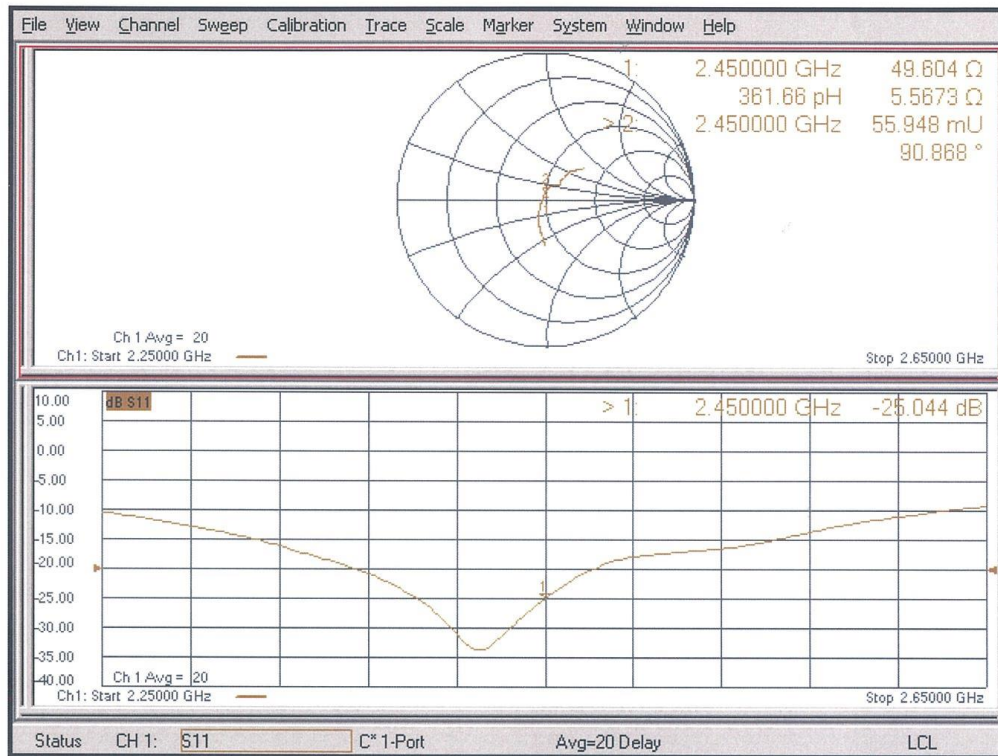 File View Channel Sweep Calibration Trace Scale Marker System Window Help
1: 2.450000 GHz 49.604 Ω
361.66 pH 5.5673 Ω
> 2: 2.450000 GHz 55.948 mU
90.868 °
Ch 1 Avg = 20
Ch1: Start 2.25000 GHz
Stop 2.65000 GHz
dB S11
> 1: 2.450000 GHz -25.044 dB
10.00
5.00
0.00
-5.00
-10.00
-15.00
-20.00
-25.00
-30.00
-35.00
-40.00
1
Ch 1 Avg = 20
Ch1: Start 2.25000 GHz
Stop 2.65000 GHz
Status CH 1: S11 C* 1-Port Avg=20 Delay LCL